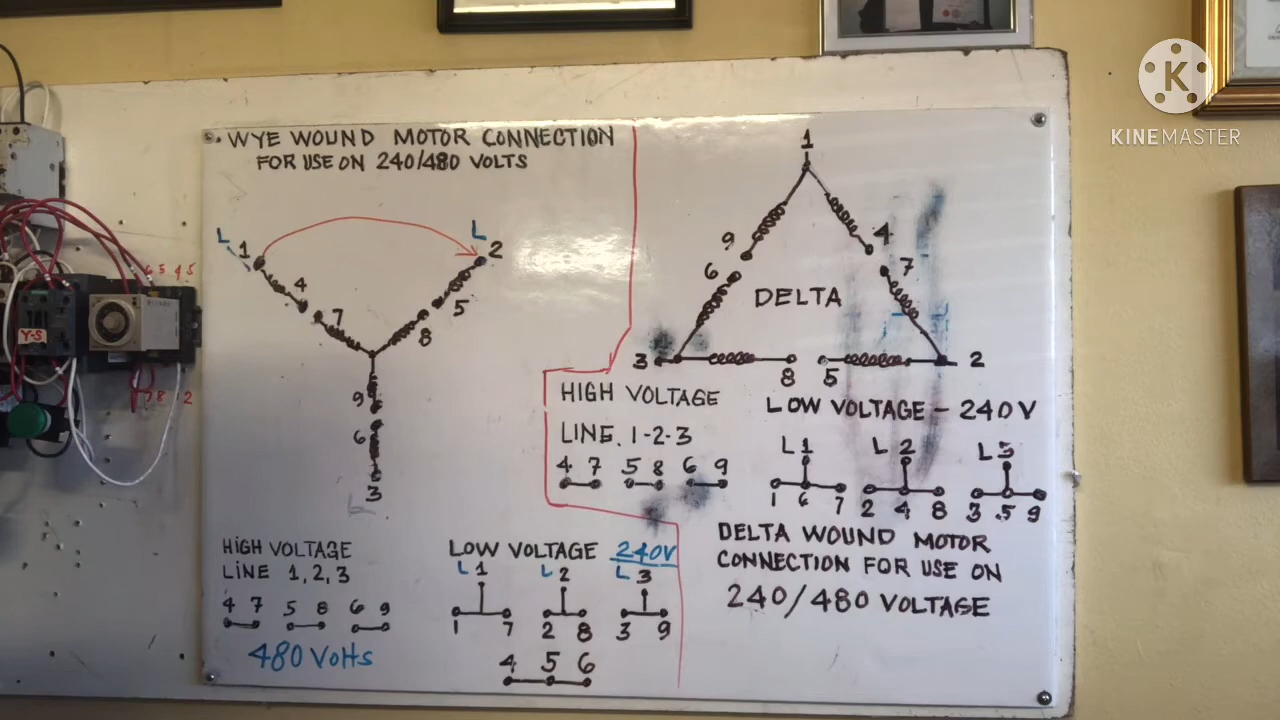 WYE WOUND MOTOR CONNECTION
FOR USE ON 240/480 VOLTS
L
1
L
2
4
7
5
8
9
6
3
HIGH VOLTAGE
LINE 1, 2, 3
4 7 5 8 6 9
480 VOLTS
LOW VOLTAGE 240V
L1 L2 L3
1 7 2 8 3 9
4 5 6
1
9
6
4
7
DELTA
3
8 5
2
HIGH VOLTAGE
LINE. 1-2-3
4 7 5 8 6 9
LOW VOLTAGE - 240V
L1 L2 L3
1 6 7 2 4 8 3 .5 9
DELTA WOUND MOTOR
CONNECTION FOR USE ON
240/480 VOLTAGE
Y-S
K
KINEMASTER